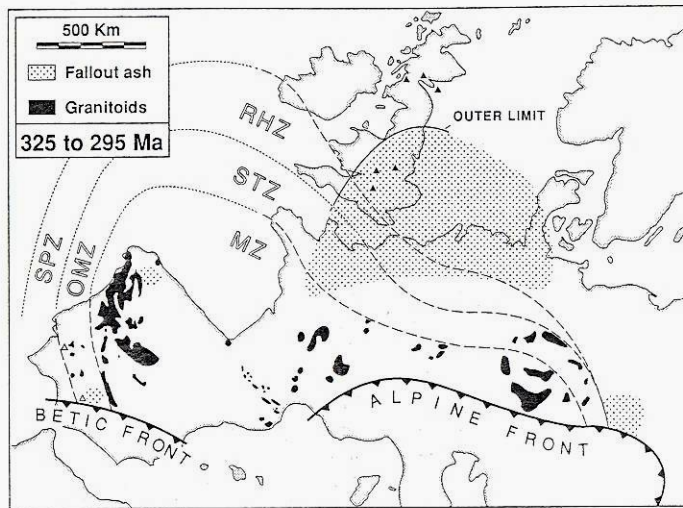 500 Km
Fallout ash
Granitoids
325 to 295 Ma
RHZ
OUTER LIMIT
STZ
MZ
SPZ
OMZ
BETIC FRONT
ALPINE FRONT